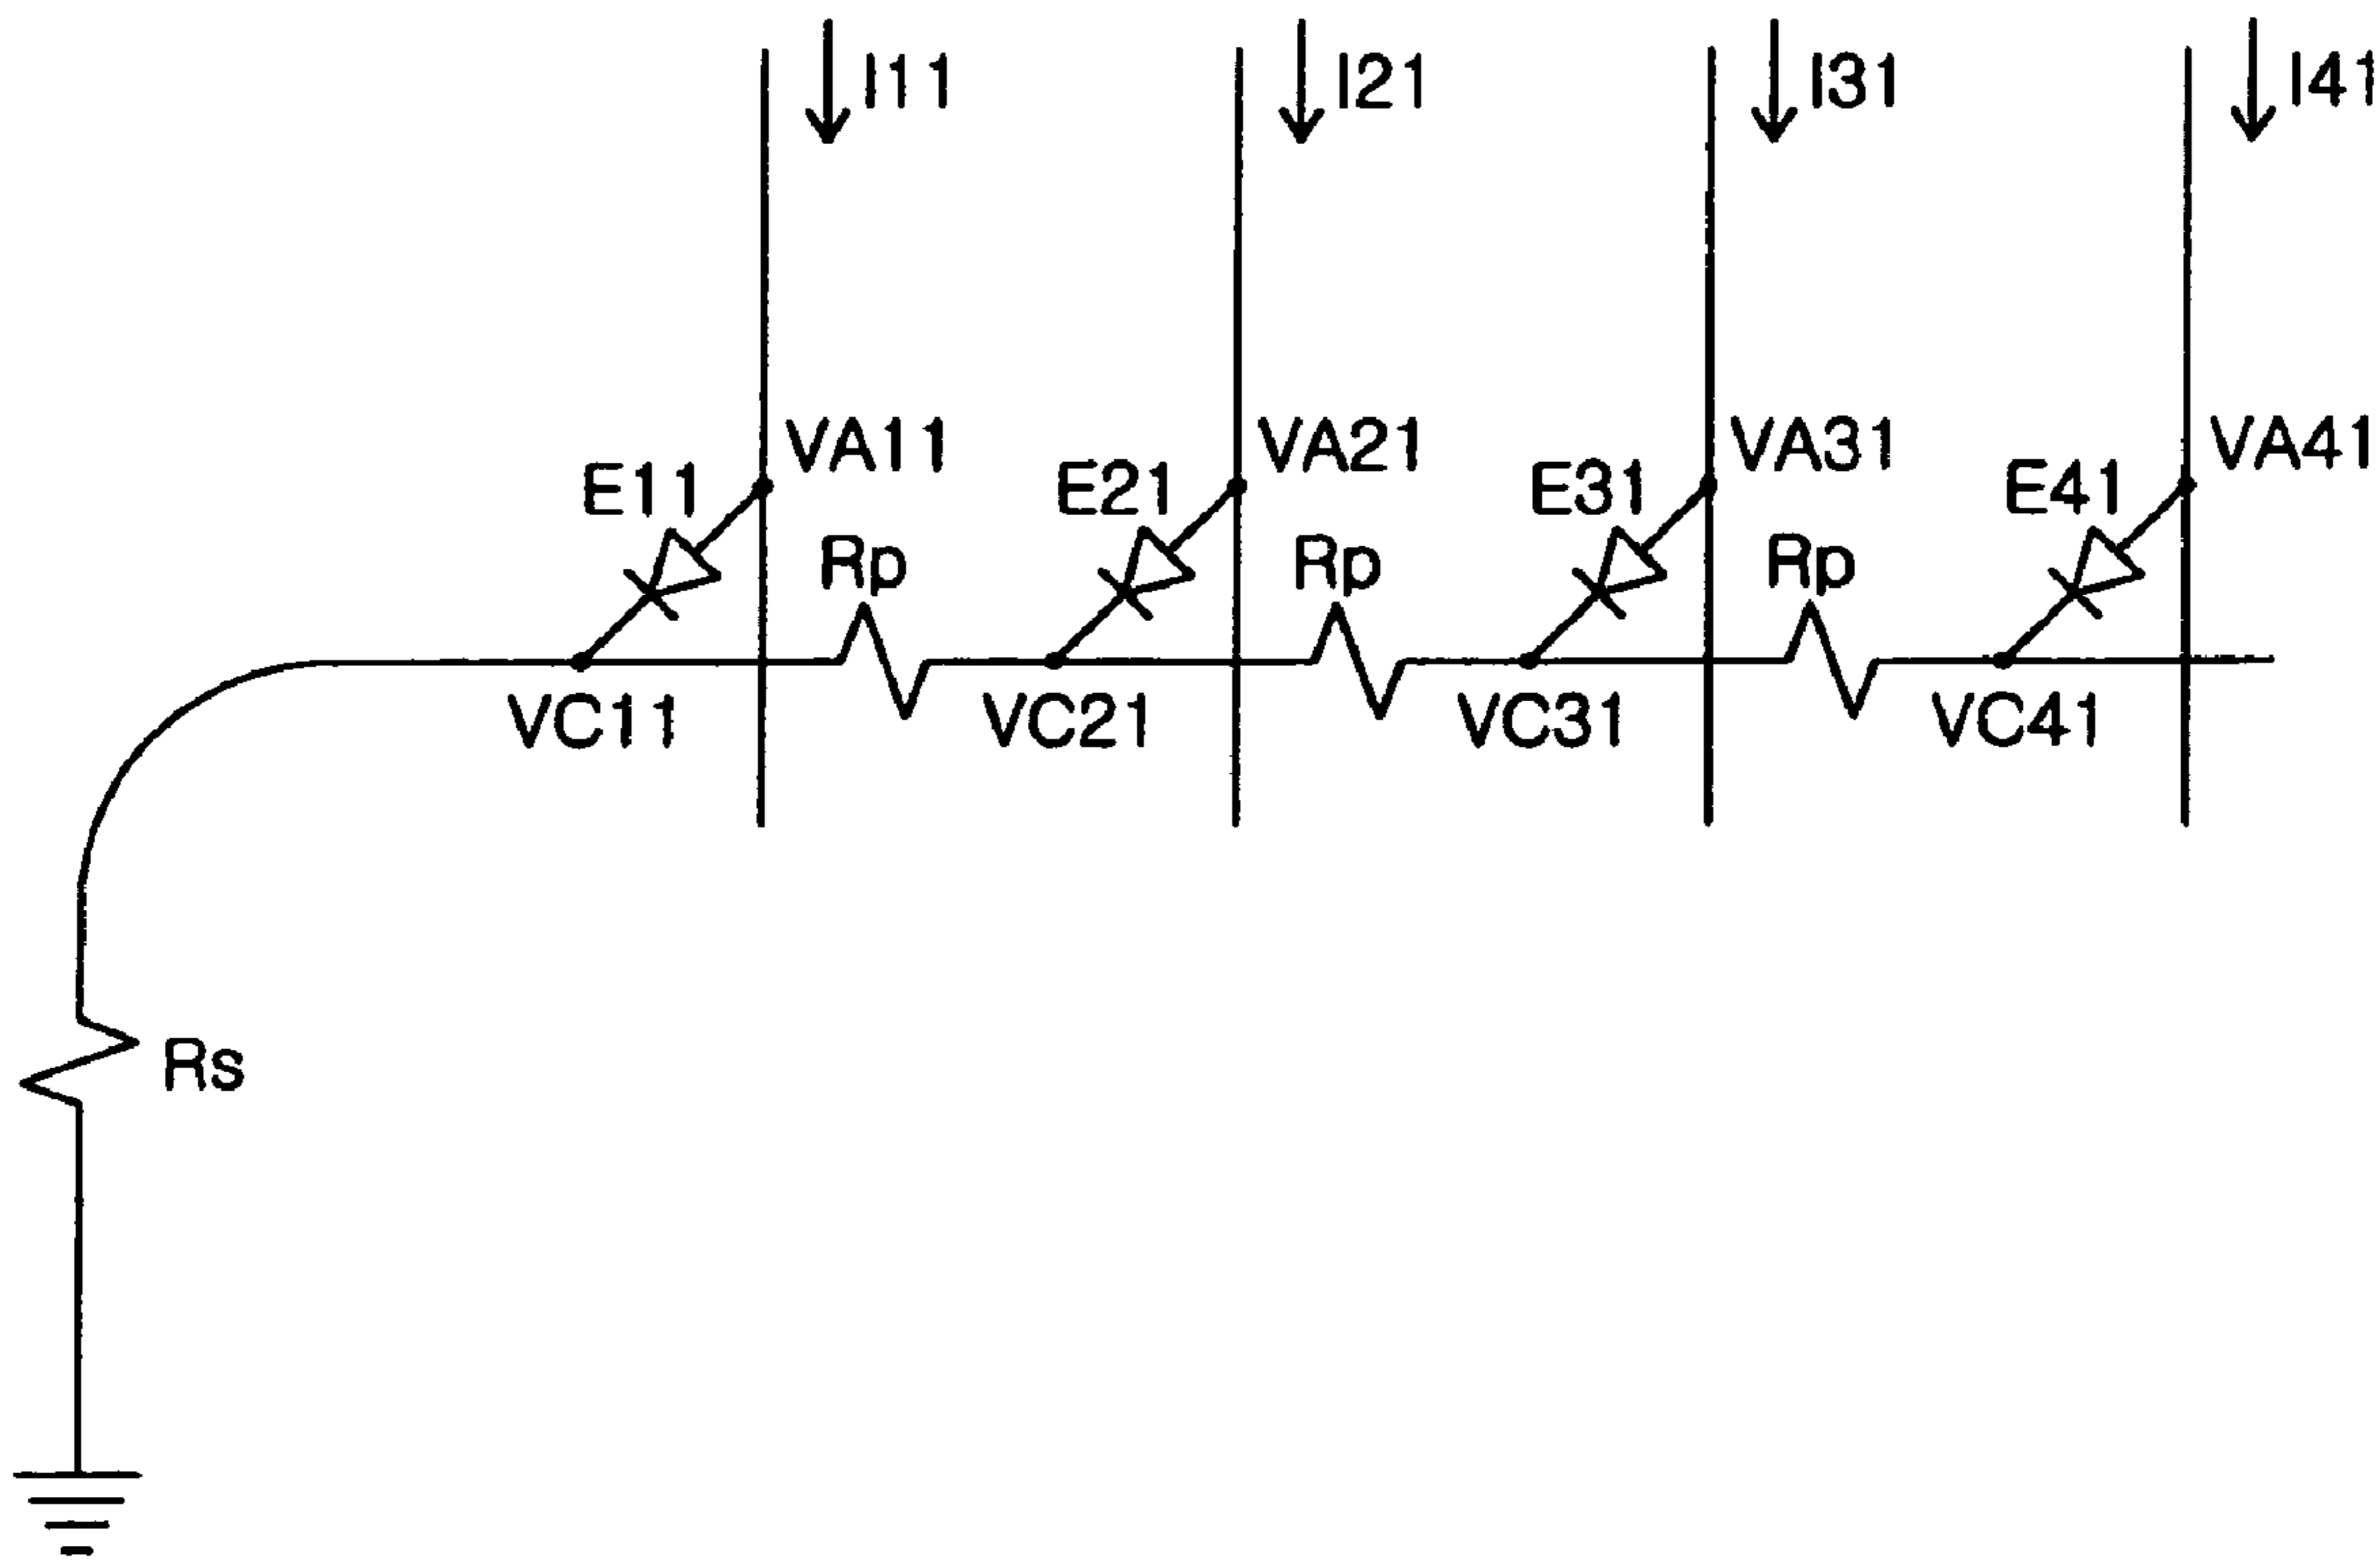 I11 I21 I31 I41
VA11 VA21 VA31 VA41
E11 E21 E31 E41
Rp Rp Rp
VC11 VC21 VC31 VC41
Rs